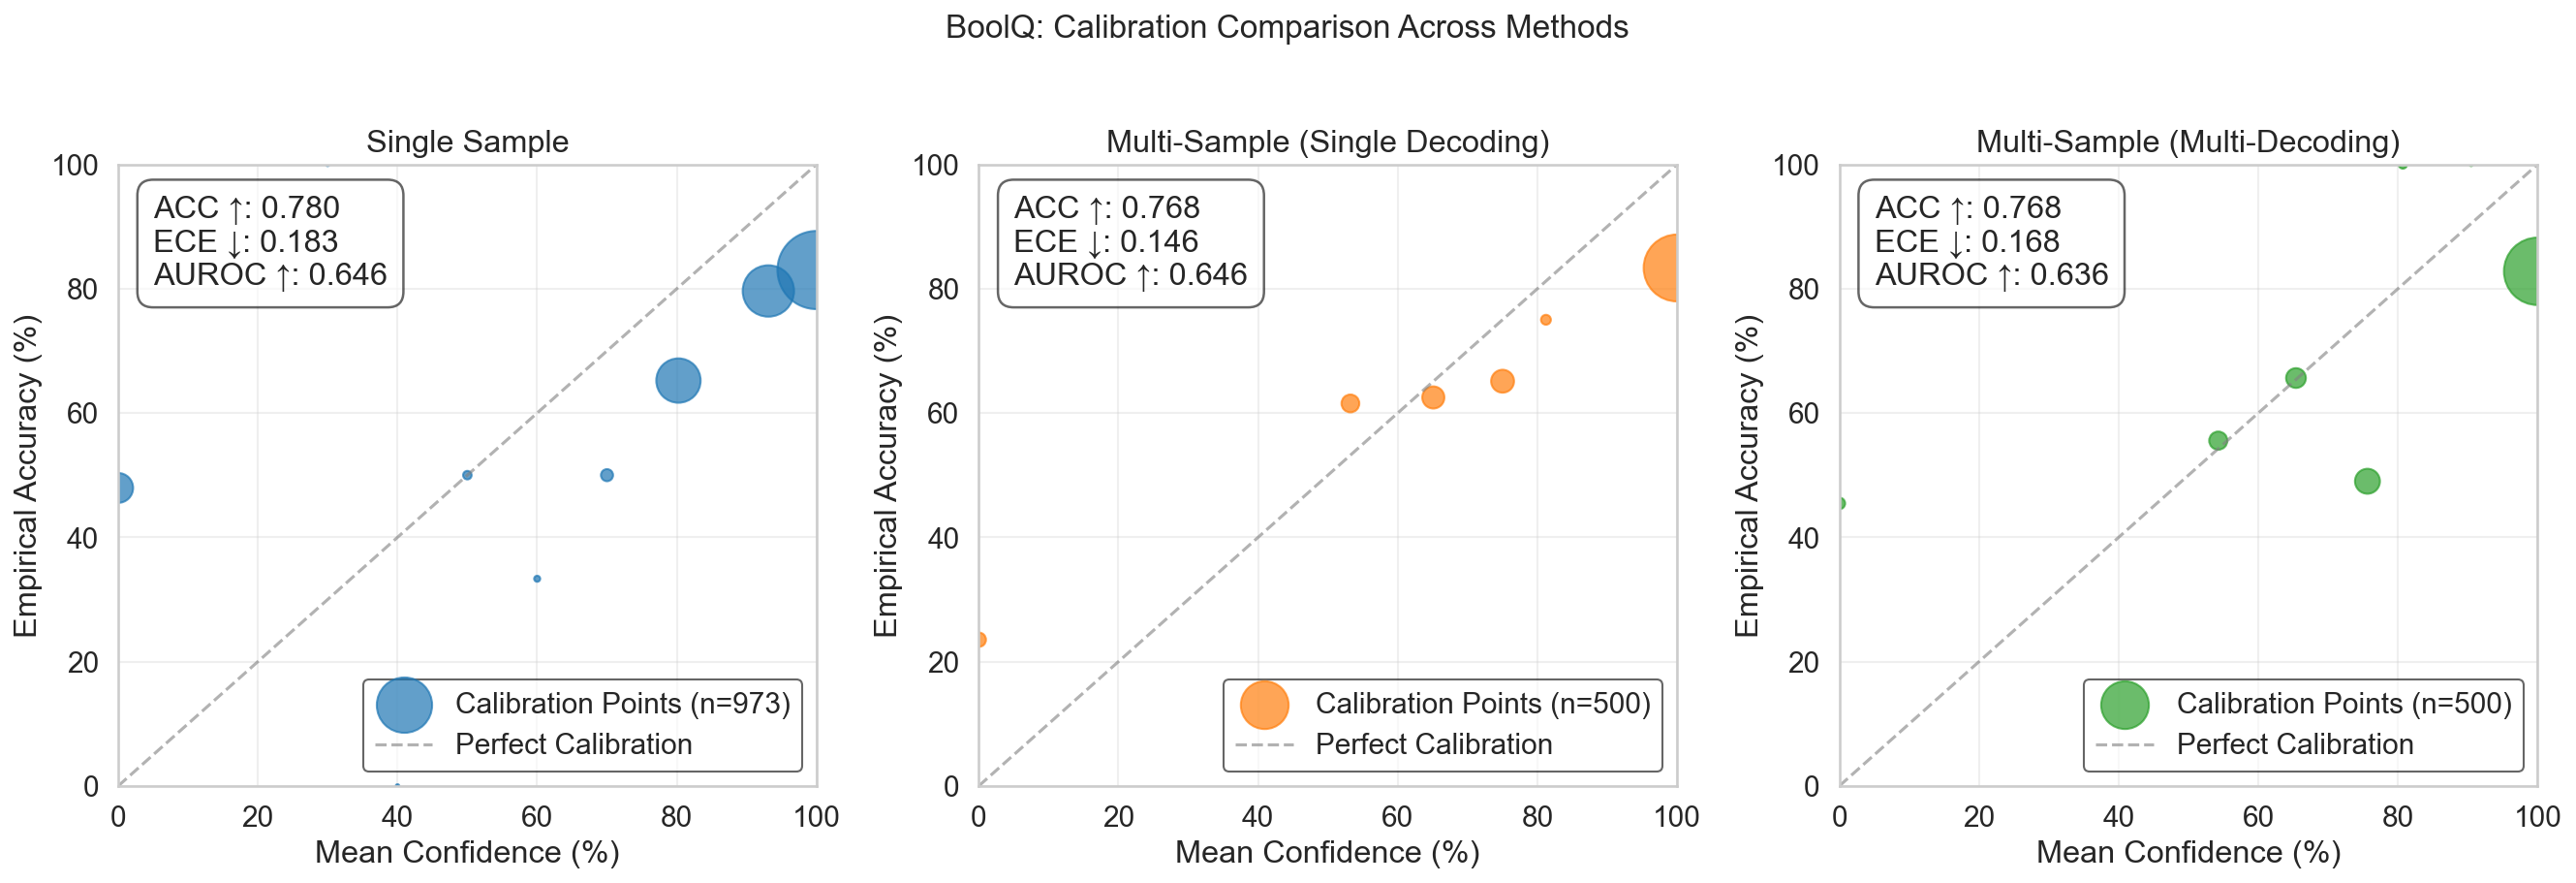 BoolQ: Calibration Comparison Across Methods
Single Sample
100
80
60
40
20
0
Empirical Accuracy (%)
ACC ↑: 0.780
ECE ↓: 0.183
AUROC ↑: 0.646
Calibration Points (n=973)
Perfect Calibration
0 20 40 60 80 100
Mean Confidence (%)
Multi-Sample (Single Decoding)
100
80
60
40
20
0
Empirical Accuracy (%)
ACC ↑: 0.768
ECE ↓: 0.146
AUROC ↑: 0.646
Calibration Points (n=500)
Perfect Calibration
0 20 40 60 80 100
Mean Confidence (%)
Multi-Sample (Multi-Decoding)
100
80
60
40
20
0
Empirical Accuracy (%)
ACC ↑: 0.768
ECE ↓: 0.168
AUROC ↑: 0.636
Calibration Points (n=500)
Perfect Calibration
0 20 40 60 80 100
Mean Confidence (%)